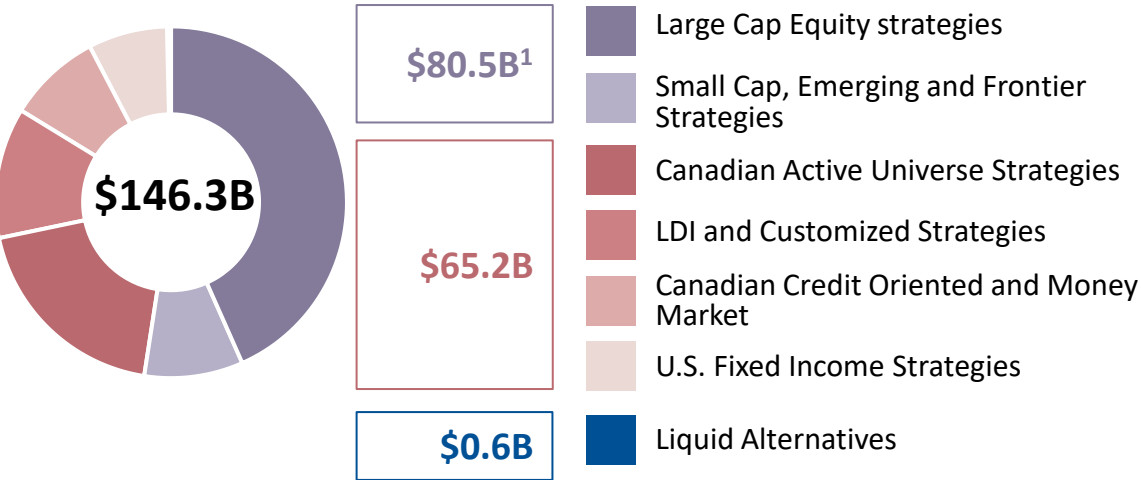 $146.3B
$80.5B¹
$65.2B
$0.6B
Large Cap Equity strategies
Small Cap, Emerging and Frontier
Strategies
Canadian Active Universe Strategies
LDI and Customized Strategies
Canadian Credit Oriented and Money
Market
U.S. Fixed Income Strategies
Liquid Alternatives